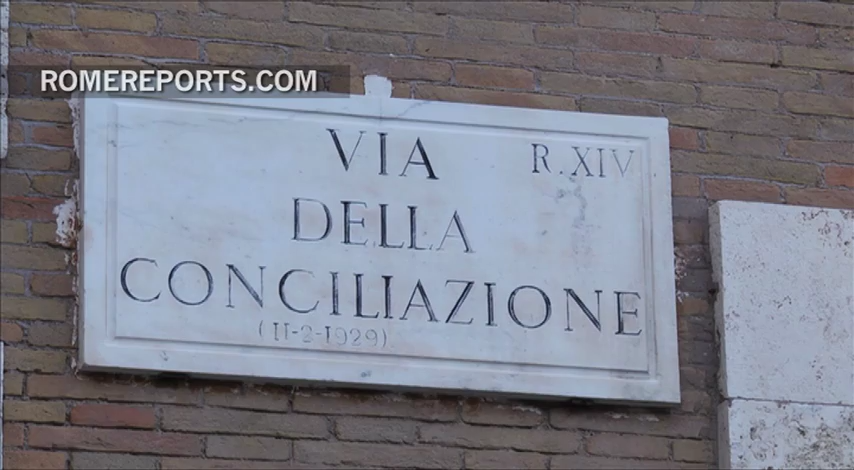 ROMEREPORTS.COM
VIA R.XIV
DELLA
CONCILIAZIONE
(11-2-1929)